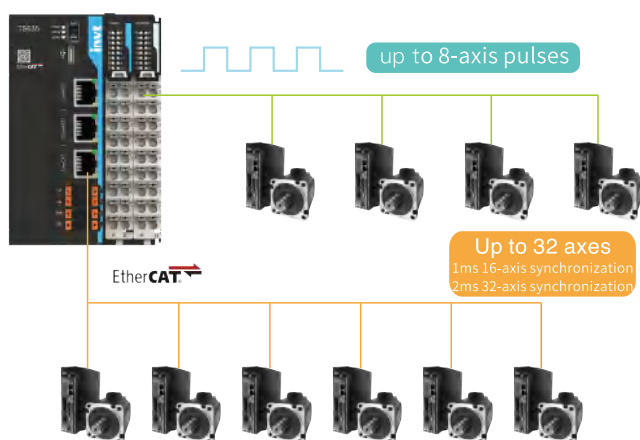 TS635
invt
up to 8-axis pulses
EtherCAT
Up to 32 axes
1ms 16-axis synchronization
2ms 32-axis synchronization
EtherCAT